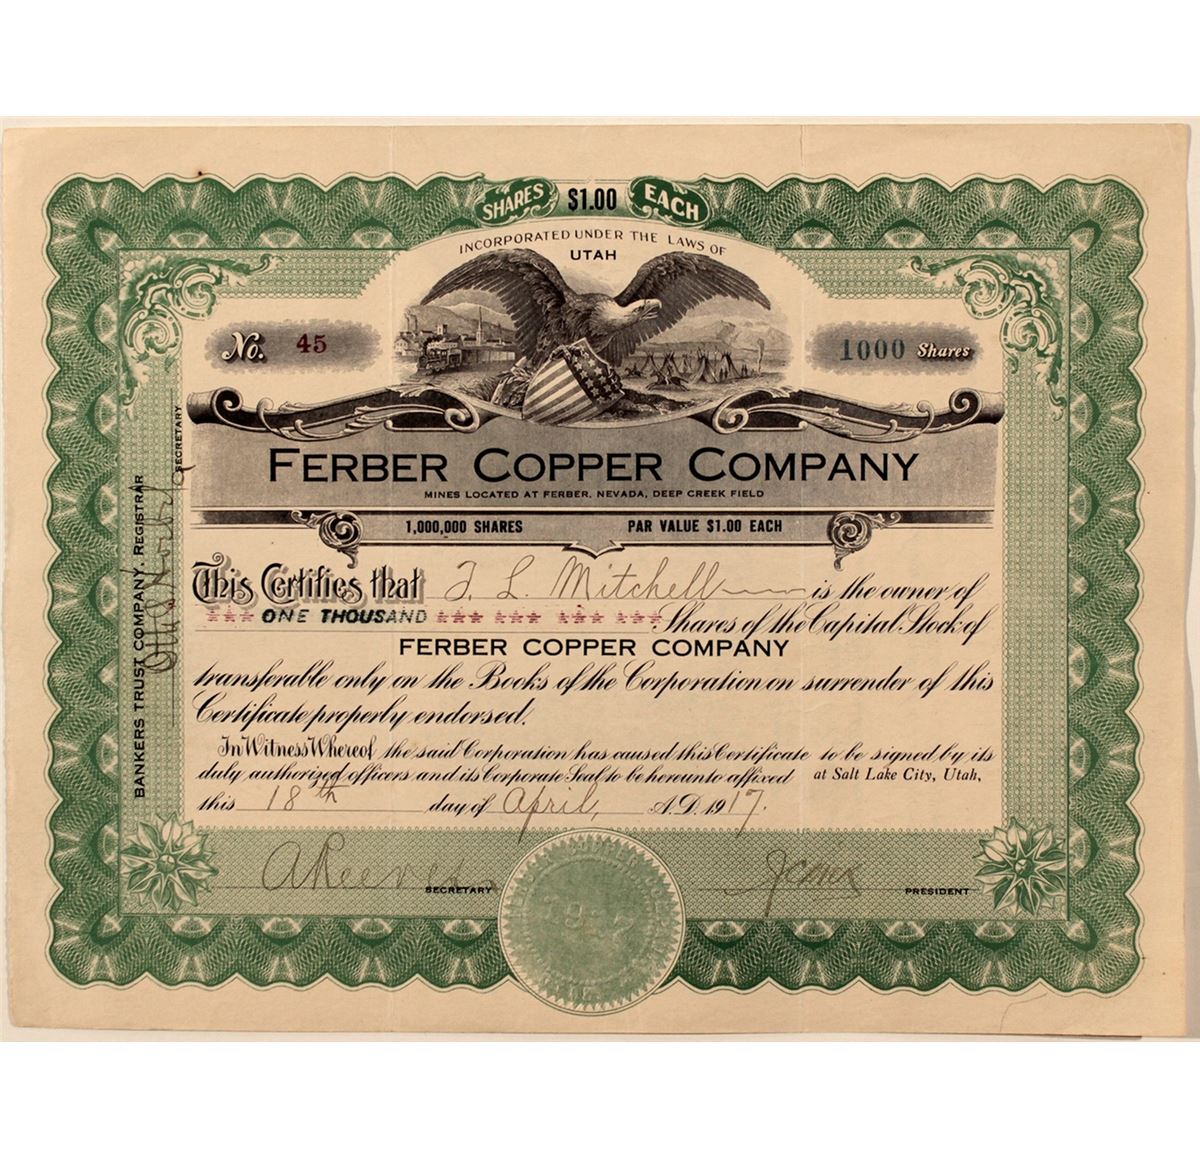 SHARES $1.00 EACH
INCORPORATED UNDER THE LAWS OF
UTAH
No. 45
1000 Shares
FERBER COPPER COMPANY
MINES LOCATED AT FERBER, NEVADA, DEEP CREEK FIELD
1,000,000 SHARES PAR VALUE $1.00 EACH
This Certifies that L. Mitchell is the owner of
*** ONE THOUSAND *** *** *** *** Shares of the Capital Stock of
FERBER COPPER COMPANY
transferable only on the Books of the Corporation on surrender of this
Certificate properly endorsed.
In Witness Whereof the said Corporation has caused this Certificate to be signed by its
duly authorized officers and its Corporate Seal to be hereunto affixed at Salt Lake City, Utah,
this 18th day of April, A.D. 1917.
SECRETARY
PRESIDENT
BANKERS TRUST COMPANY, REGISTRAR
SECRETARY